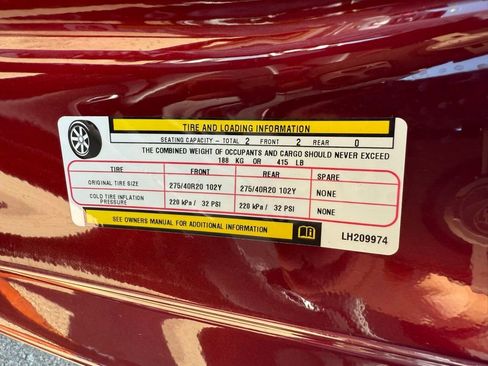 TIRE AND LOADING INFORMATION
SEATING CAPACITY - TOTAL 2 FRONT 2 REAR 0
THE COMBINED WEIGHT OF OCCUPANTS AND CARGO SHOULD NEVER EXCEED
188 KG OR 415 LB
TIRE FRONT REAR SPARE
ORIGINAL TIRE SIZE 275/40R20 102Y 275/40R20 102Y NONE
COLD TIRE INFLATION PRESSURE 220 kPa / 32 PSI 220 kPa / 32 PSI NONE
SEE OWNERS MANUAL FOR ADDITIONAL INFORMATION
LH209974